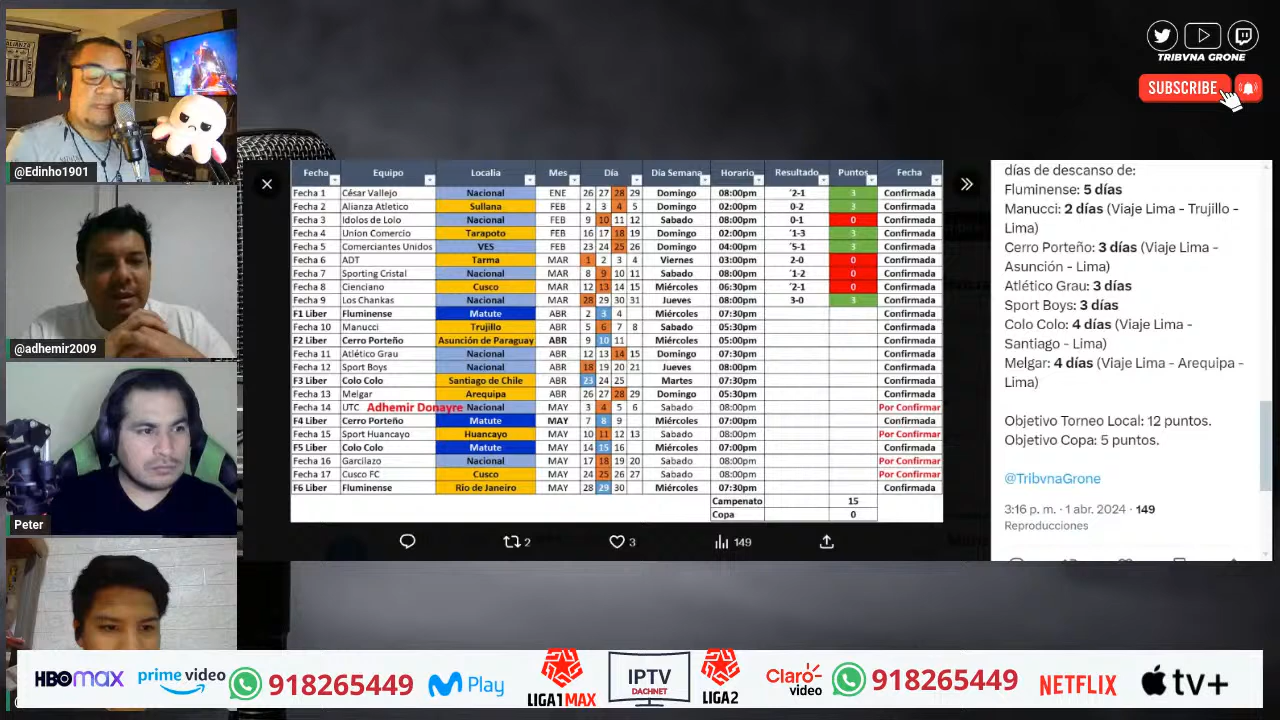 TRIBVNA GRONE
SUBSCRIBE
@Edinho1901
@adhemir2009
Peter
Fecha Equipo Localia Mes Día Día Semana Horario Resultado Puntos Fecha
Fecha 1 César Vallejo Nacional ENE 26 27 28 29 Domingo 08:00pm ´2-1 3 Confirmada
Fecha 2 Alianza Atletico Sullana FEB 2 3 4 5 Domingo 02:00pm 0-2 3 Confirmada
Fecha 3 Idolos de Lolo Nacional FEB 9 10 11 12 Sabado 08:00pm 0-1 0 Confirmada
Fecha 4 Union Comercio Tarapoto FEB 16 17 18 19 Domingo 02:00pm ´1-3 3 Confirmada
Fecha 5 Comerciantes Unidos VES FEB 23 24 25 26 Domingo 04:00pm ´5-1 3 Confirmada
Fecha 6 ADT Tarma MAR 1 2 3 4 Viernes 03:00pm 2-0 0 Confirmada
Fecha 7 Sporting Cristal Nacional MAR 8 9 10 11 Sabado 08:00pm ´1-2 0 Confirmada
Fecha 8 Cienciano Cusco MAR 12 13 14 15 Miércoles 06:30pm ´2-1 0 Confirmada
Fecha 9 Los Chankas Nacional MAR 28 29 30 31 Jueves 08:00pm 3-0 3 Confirmada
F1 Liber Fluminense Matute ABR 2 3 4 Miércoles 07:30pm Confirmada
Fecha 10 Manucci Trujillo ABR 5 6 7 8 Sabado 05:30pm Confirmada
F2 Liber Cerro Porteño Asunción de Paraguay ABR 9 10 11 Miércoles 05:00pm Confirmada
Fecha 11 Atlético Grau Nacional ABR 12 13 14 15 Domingo 07:30pm Confirmada
Fecha 12 Sport Boys Nacional ABR 18 19 20 21 Jueves 08:00pm Confirmada
F3 Liber Colo Colo Santiago de Chile ABR 23 24 25 Martes 07:30pm Confirmada
Fecha 13 Melgar Arequipa ABR 26 27 28 29 Domingo 05:30pm Confirmada
Fecha 14 UTC Adhemir Donayre Nacional MAY 3 4 5 6 Sabado 08:00pm Por Confirmar
F4 Liber Cerro Porteño Matute MAY 7 8 9 Miércoles 07:00pm Confirmada
Fecha 15 Sport Huancayo Huancayo MAY 10 11 12 13 Sabado 08:00pm Por Confirmar
F5 Liber Colo Colo Matute MAY 14 15 16 Miércoles 07:00pm Confirmada
Fecha 16 Garcilazo Nacional MAY 17 18 19 20 Sabado 08:00pm Por Confirmar
Fecha 17 Cusco FC Cusco MAY 24 25 26 27 Sabado 08:00pm Por Confirmar
F6 Liber Fluminense Rio de Janeiro MAY 28 29 30 Miércoles 07:30pm Confirmada
Campenato 15
Copa 0
2 3 149
días de descanso de:
Fluminense: 5 días
Manucci: 2 días (Viaje Lima - Trujillo -
Lima)
Cerro Porteño: 3 días (Viaje Lima -
Asunción - Lima)
Atlético Grau: 3 días
Sport Boys: 3 días
Colo Colo: 4 días (Viaje Lima -
Santiago - Lima)
Melgar: 4 días (Viaje Lima - Arequipa -
Lima)
Objetivo Torneo Local: 12 puntos.
Objetivo Copa: 5 puntos.
@TribvnaGrone
3:16 p. m. · 1 abr. 2024 · 149
Reproducciones
HBOMAX prime video 918265449 M Play LIGA1 MAX IPTV DACHNET LIGA2 Claro video 918265449 NETFLIX tv+